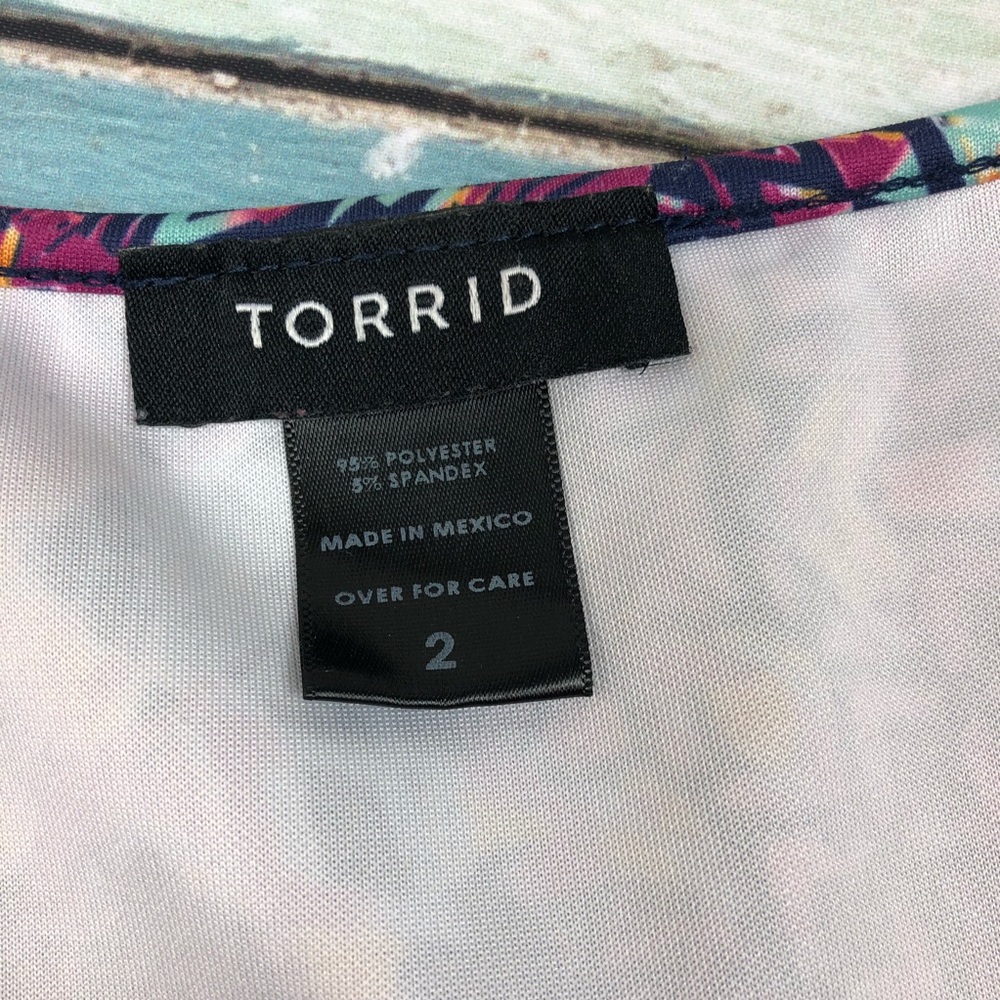 TORRID
95% POLYESTER
5% SPANDEX
MADE IN MEXICO
OVER FOR CARE
2